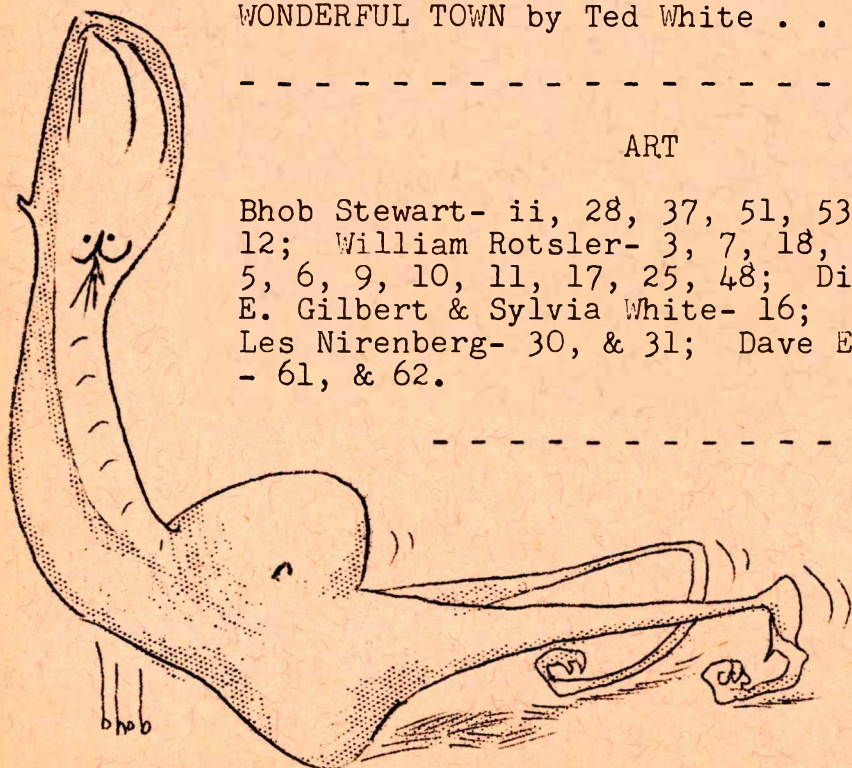 WONDERFUL TOWN by Ted White . .
- - - - - - - - - - - - - - - -
ART
Bhob Stewart- ii, 28, 37, 51, 53
12; William Rotsler- 3, 7, 18,
5, 6, 9, 10, 11, 17, 25, 48; Di
E. Gilbert & Sylvia White- 16;
Les Nirenberg- 30, & 31; Dave E
- 61, & 62.
- - - - - - - - - - -
bhob